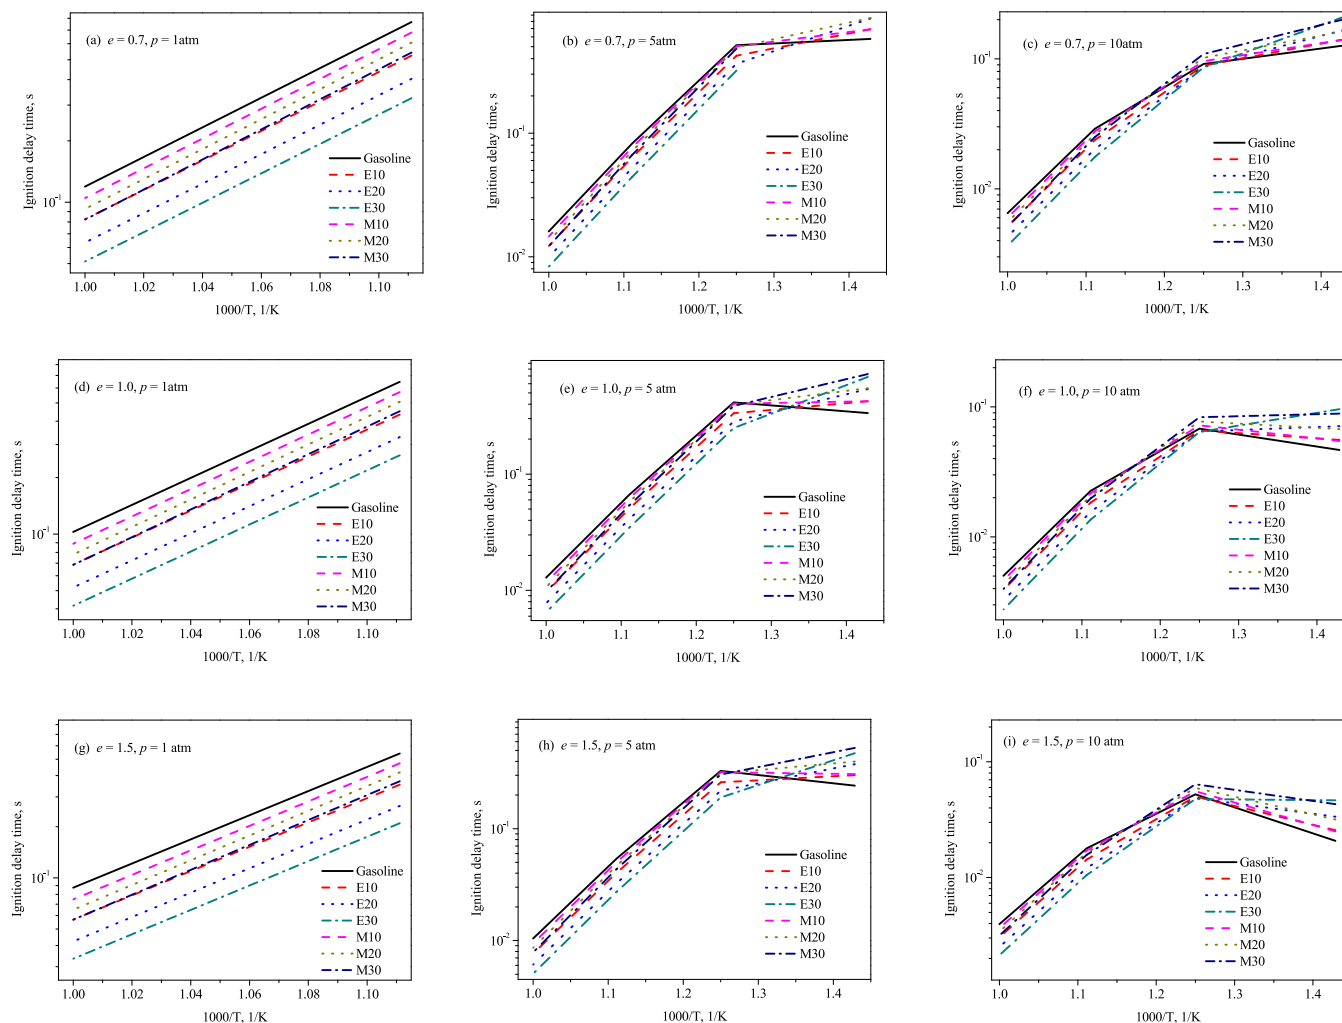 (a) e = 0.7, p = 1atm
Ignition delay time, s
10-1
Gasoline
E10
E20
E30
M10
M20
M30
1.00 1.02 1.04 1.06 1.08 1.10
1000/T, 1/K
(b) e = 0.7, p = 5atm
Ignition delay time, s
10-1
10-2
Gasoline
E10
E20
E30
M10
M20
M30
1.0 1.1 1.2 1.3 1.4
1000/T, 1/K
(c) e = 0.7, p = 10atm
Ignition delay time, s
10-1
10-2
Gasoline
E10
E20
E30
M10
M20
M30
1.0 1.1 1.2 1.3 1.4
1000/T, 1/K
(d) e = 1.0, p = 1atm
Ignition delay time, s
10-1
Gasoline
E10
E20
E30
M10
M20
M30
1.00 1.02 1.04 1.06 1.08 1.10
1000/T, 1/K
(e) e = 1.0, p = 5 atm
Ignition delay time, s
10-1
10-2
Gasoline
E10
E20
E30
M10
M20
M30
1.0 1.1 1.2 1.3 1.4
1000/T, 1/K
(f) e = 1.0, p = 10 atm
Ignition delay time, s
10-1
10-2
Gasoline
E10
E20
E30
M10
M20
M30
1.0 1.1 1.2 1.3 1.4
1000/T, 1/K
(g) e = 1.5, p = 1 atm
Ignition delay time, s
10-1
Gasoline
E10
E20
E30
M10
M20
M30
1.00 1.02 1.04 1.06 1.08 1.10
1000/T, 1/K
(h) e = 1.5, p = 5 atm
Ignition delay time, s
10-1
10-2
Gasoline
E10
E20
E30
M10
M20
M30
1.0 1.1 1.2 1.3 1.4
1000/T, 1/K
(i) e = 1.5, p = 10 atm
Ignition delay time, s
10-1
10-2
Gasoline
E10
E20
E30
M10
M20
M30
1.0 1.1 1.2 1.3 1.4
1000/T, 1/K